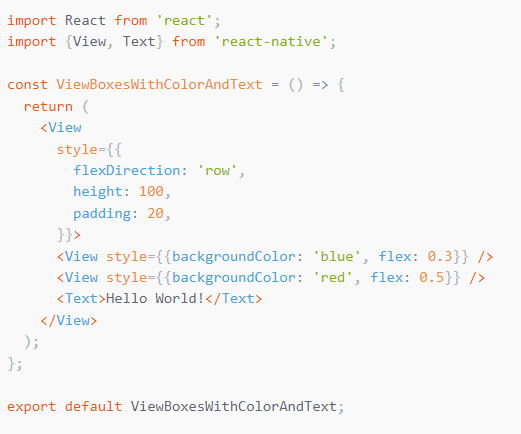 import React from 'react';
import {View, Text} from 'react-native';

const ViewBoxesWithColorAndText = () => {
  return (
    <View
      style={{
        flexDirection: 'row',
        height: 100,
        padding: 20,
      }}>
      <View style={{backgroundColor: 'blue', flex: 0.3}} />
      <View style={{backgroundColor: 'red', flex: 0.5}} />
      <Text>Hello World!</Text>
    </View>
  );
};

export default ViewBoxesWithColorAndText;